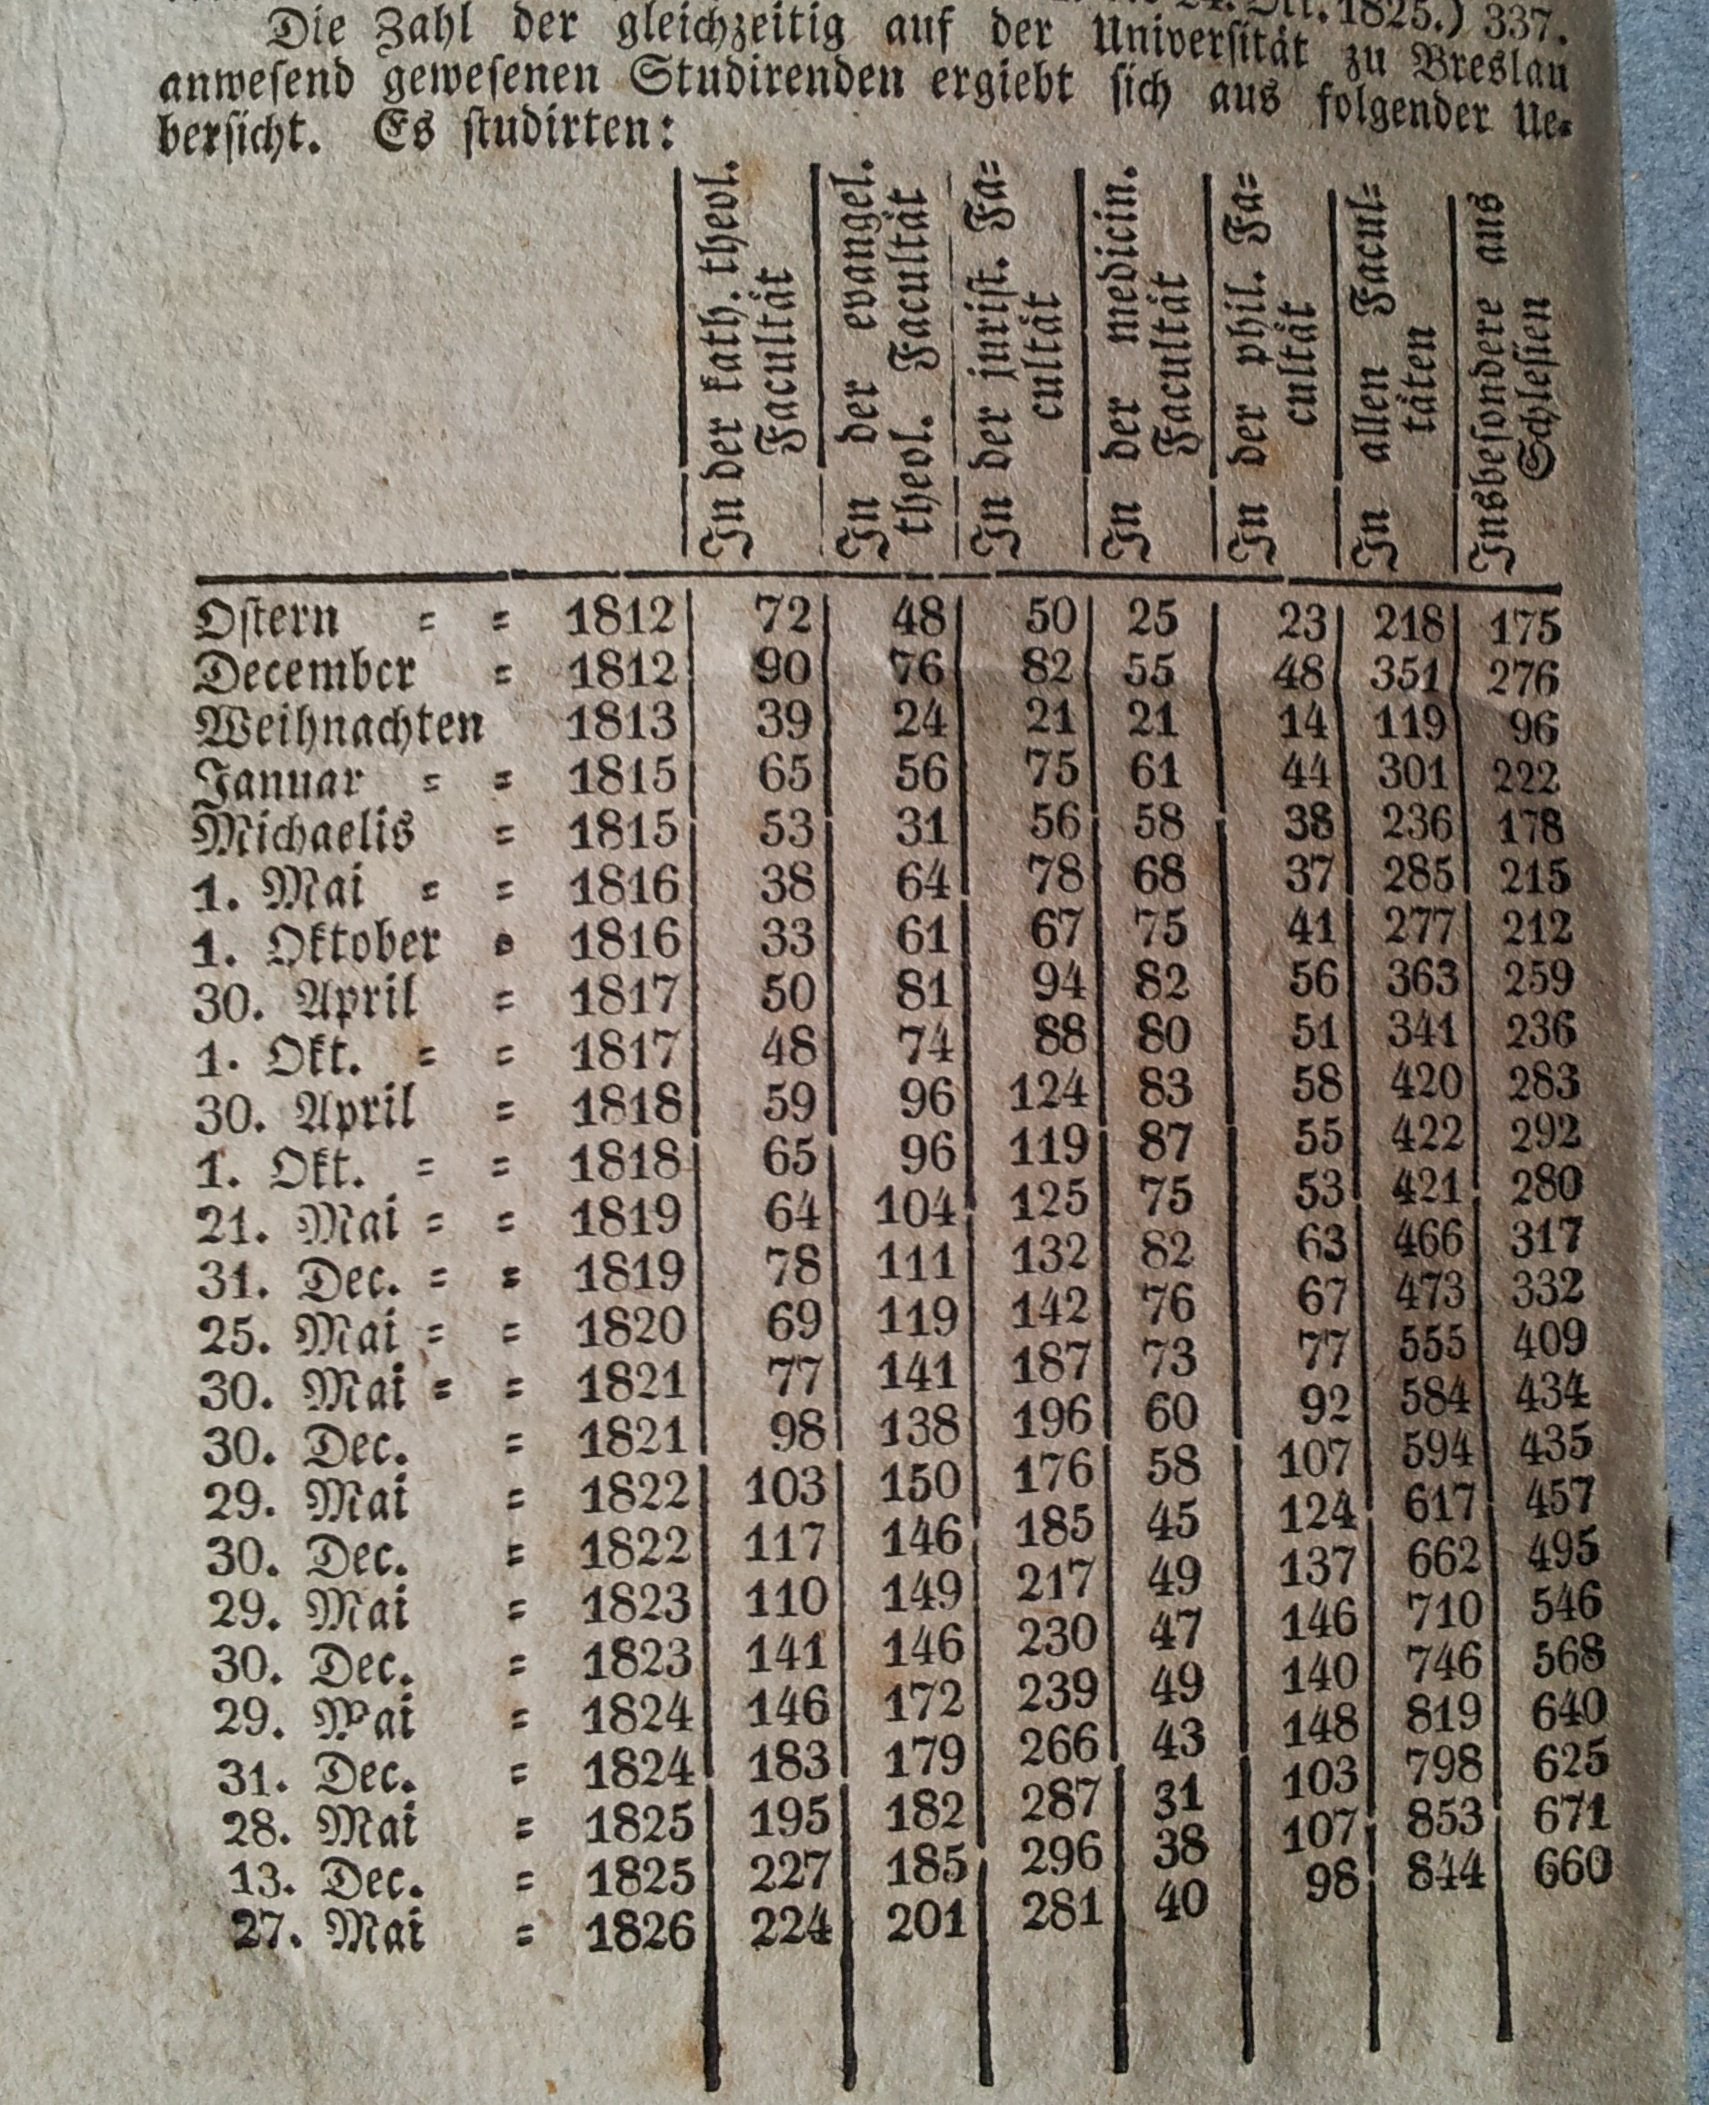 1825.) 337.
Die Zahl der gleichzeitig auf der Universität zu Breslau
anwesend gewesenen Studirenden ergiebt sich aus folgender Ue-
bersicht. Es studirten:
In der kath. theol.
Facultät
In der evangel.
theol. Facultät
In der jurist. Fa=
cultät
In der medicin.
Facultät
In der phil. Fa=
cultät
In allen Facul=
täten
Insbesondere aus
Schlesien
Ostern = = 1812 72 48 50 25 23 218 175
December = 1812 90 76 82 55 48 351 276
Weihnachten 1813 39 24 21 21 14 119 96
Januar = = 1815 65 56 75 61 44 301 222
Michaelis = 1815 53 31 56 58 38 236 178
1. Mai = = 1816 38 64 78 68 37 285 215
1. Oktober = 1816 33 61 67 75 41 277 212
30. April = 1817 50 81 94 82 56 363 259
1. Okt. = = 1817 48 74 88 80 51 341 236
30. April = 1818 59 96 124 83 58 420 283
1. Okt. = = 1818 65 96 119 87 55 422 292
21. Mai = = 1819 64 104 125 75 53 421 280
31. Dec. = = 1819 78 111 132 82 63 466 317
25. Mai = = 1820 69 119 142 76 67 473 332
30. Mai = = 1821 77 141 187 73 77 555 409
30. Dec. = 1821 98 138 196 60 92 584 434
29. Mai = 1822 103 150 176 58 107 594 435
30. Dec. = 1822 117 146 185 45 124 617 457
29. Mai = 1823 110 149 217 49 137 662 495
30. Dec. = 1823 141 146 230 47 146 710 546
29. Mai = 1824 146 172 239 49 140 746 568
31. Dec. = 1824 183 179 266 43 148 819 640
28. Mai = 1825 195 182 287 31 103 798 625
13. Dec. = 1825 227 185 296 38 107 853 671
27. Mai = 1826 224 201 281 40 98 844 660